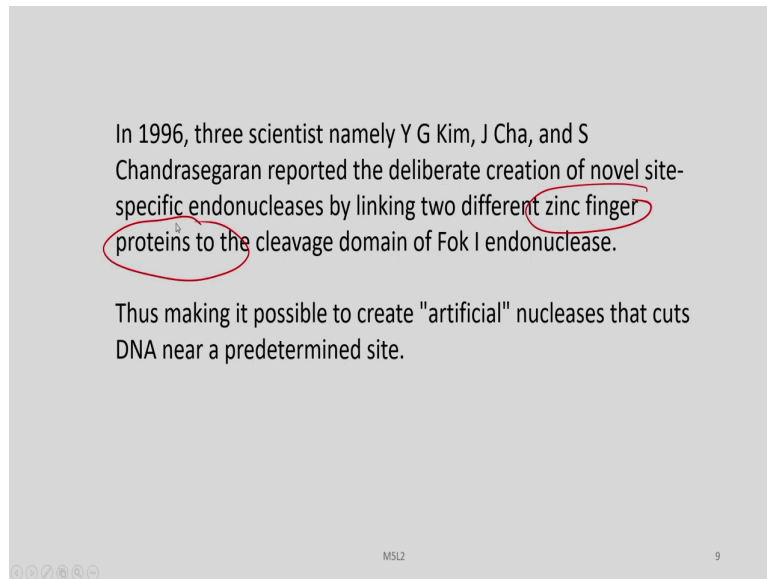 In 1996, three scientist namely Y G Kim, J Cha, and S
Chandrasegaran reported the deliberate creation of novel site-
specific endonucleases by linking two different zinc finger
proteins to the cleavage domain of Fok I endonuclease.
Thus making it possible to create "artificial" nucleases that cuts
DNA near a predetermined site.
M5L2
9